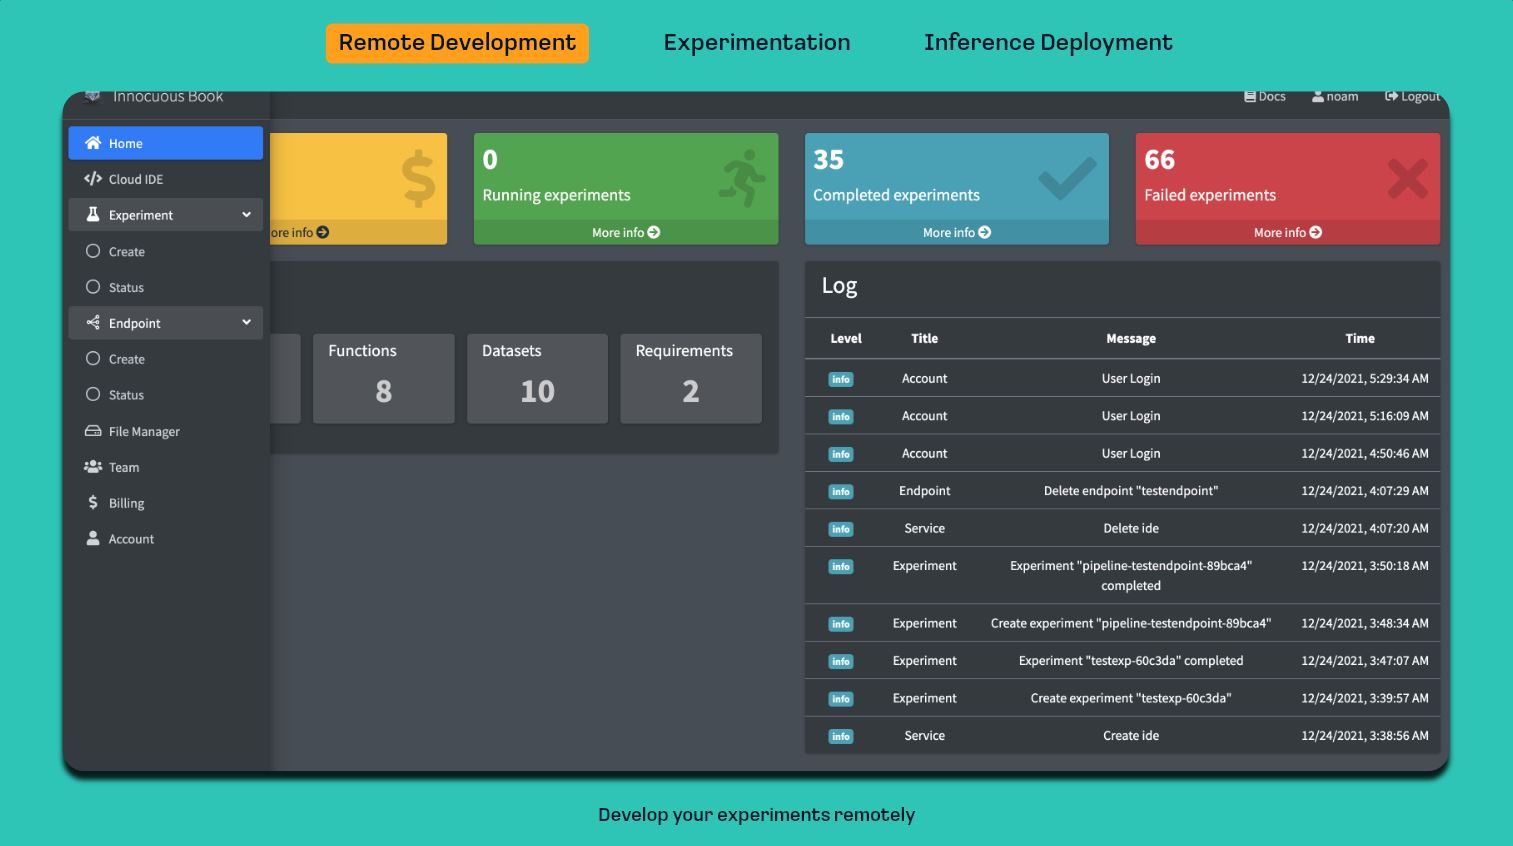 Remote Development
Experimentation
Inference Deployment
Innocuous Book
Docs
noam
Logout
Home
Cloud IDE
Experiment
Create
Status
Endpoint
Create
Status
File Manager
Team
Billing
Account
$
ore info
0
Running experiments
More info
35
Completed experiments
More info
66
Failed experiments
More info
Functions
8
Datasets
10
Requirements
2
Log
Level Title Message Time
info Account User Login 12/24/2021, 5:29:34 AM
info Account User Login 12/24/2021, 5:16:09 AM
info Account User Login 12/24/2021, 4:50:46 AM
info Endpoint Delete endpoint "testendpoint" 12/24/2021, 4:07:29 AM
info Service Delete ide 12/24/2021, 4:07:20 AM
info Experiment Experiment "pipeline-testendpoint-89bca4" 12/24/2021, 3:50:18 AM
completed
info Experiment Create experiment "pipeline-testendpoint-89bca4" 12/24/2021, 3:48:34 AM
info Experiment Experiment "testexp-60c3da" completed 12/24/2021, 3:47:07 AM
info Experiment Create experiment "testexp-60c3da" 12/24/2021, 3:39:57 AM
info Service Create ide 12/24/2021, 3:38:56 AM
Develop your experiments remotely